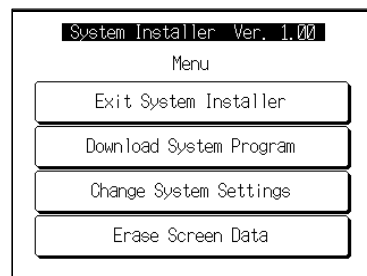 System Installer Ver. 1.00
Menu
Exit System Installer
Download System Program
Change System Settings
Erase Screen Data